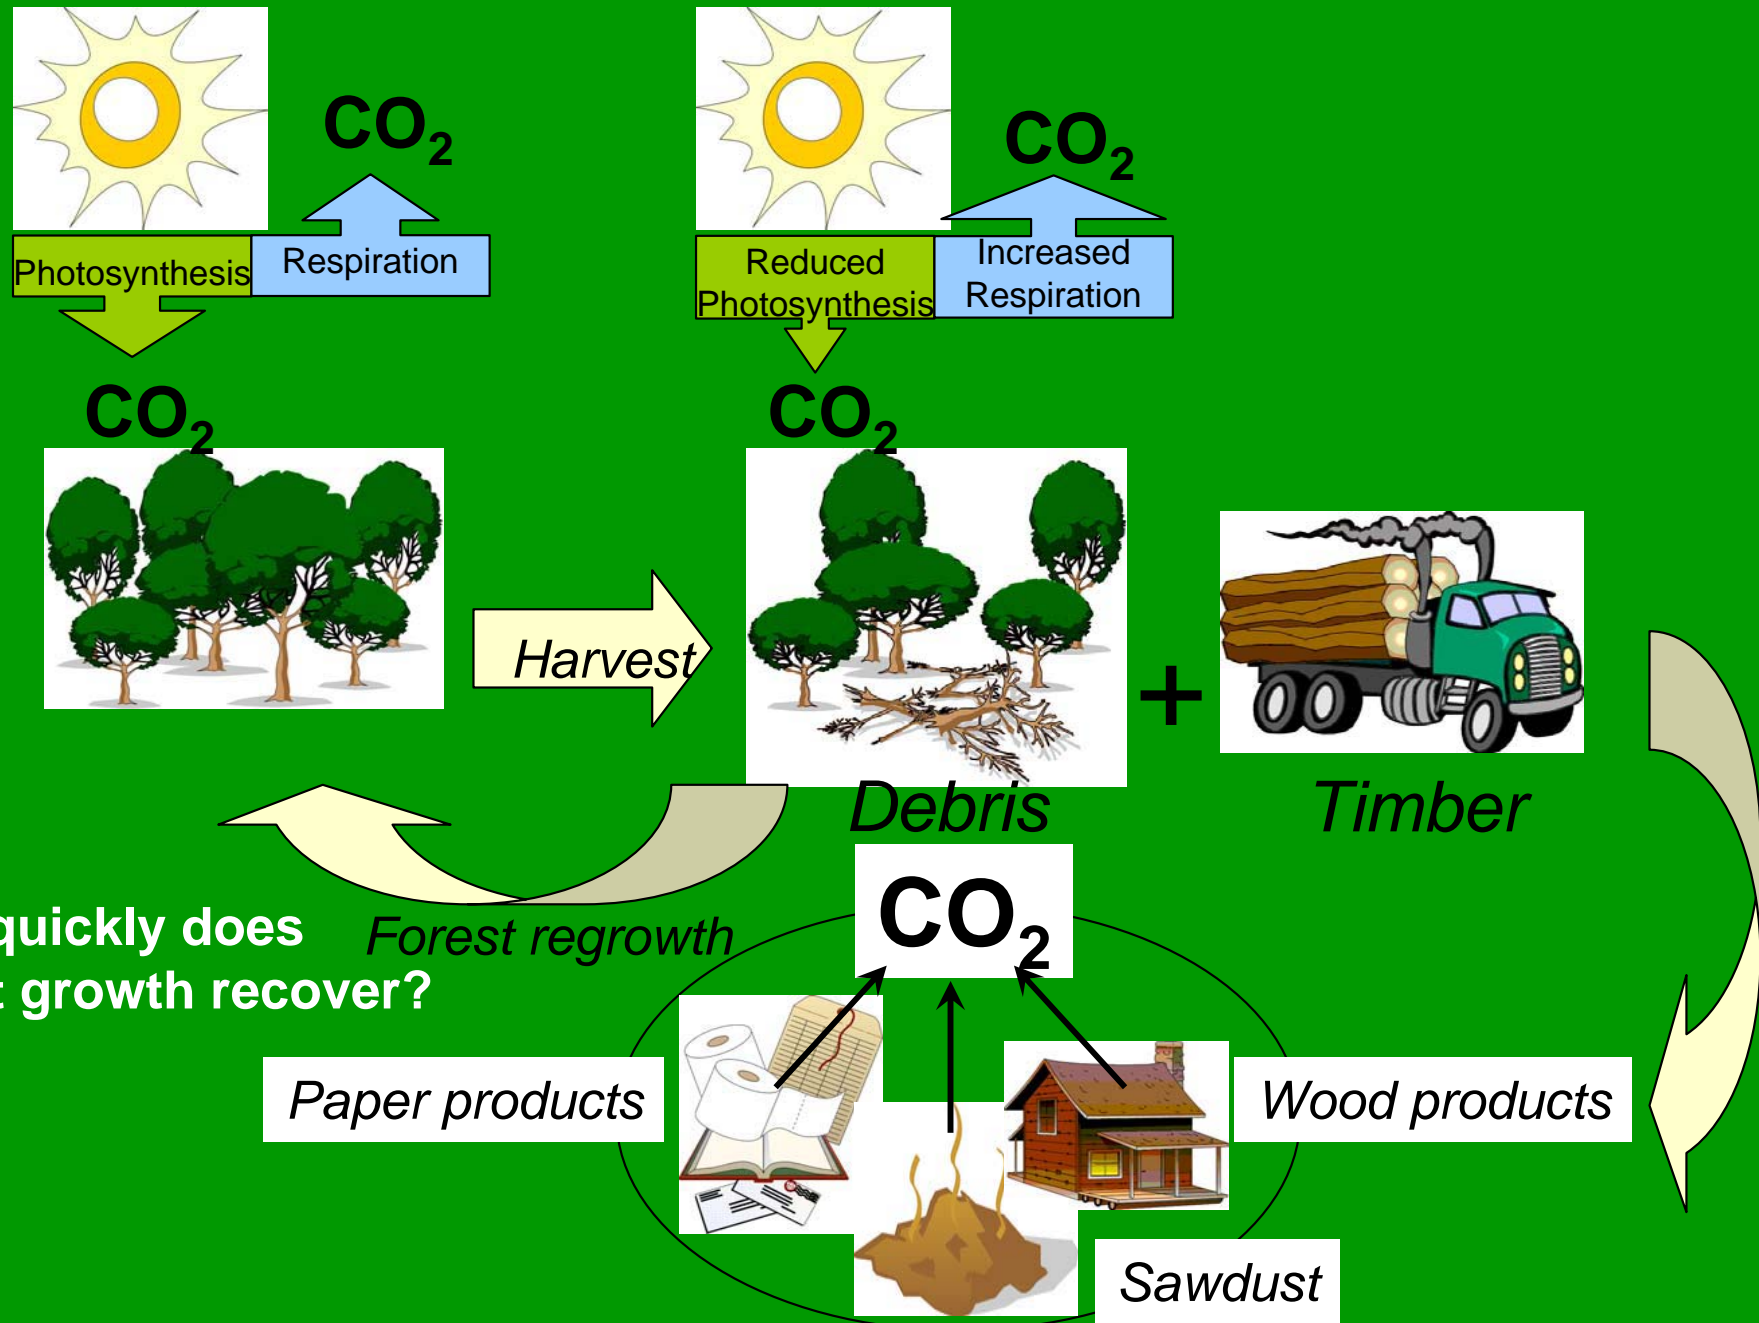 CO₂
CO₂
Photosynthesis
Respiration
Reduced
Photosynthesis
Increased
Respiration
CO₂
CO₂
Harvest
+
Debris
Timber
quickly does
growth recover?
Forest regrowth
CO₂
Paper products
Wood products
Sawdust